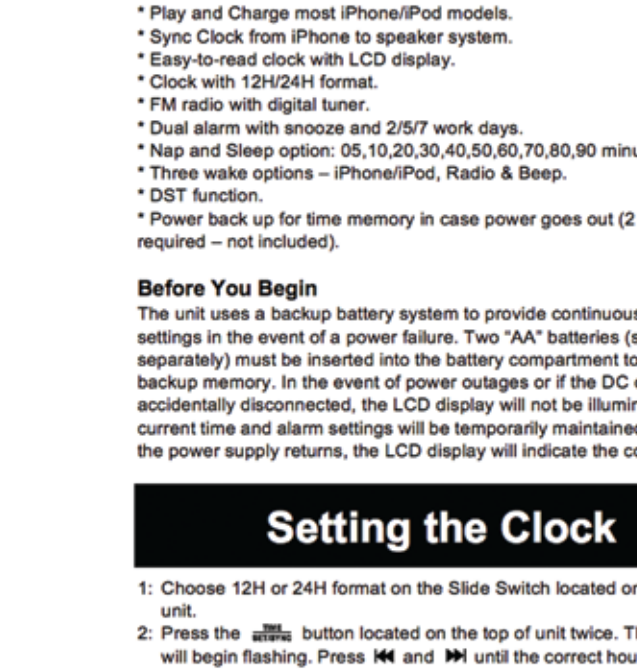 * Play and Charge most iPhone/iPod models.
* Sync Clock from iPhone to speaker system.
* Easy-to-read clock with LCD display.
* Clock with 12H/24H format.
* FM radio with digital tuner.
* Dual alarm with snooze and 2/5/7 work days.
* Nap and Sleep option: 05,10,20,30,40,50,60,70,80,90 minu
* Three wake options – iPhone/iPod, Radio & Beep.
* DST function.
* Power back up for time memory in case power goes out (2
required – not included).
Before You Begin
The unit uses a backup battery system to provide continuous
settings in the event of a power failure. Two "AA" batteries (s
separately) must be inserted into the battery compartment to
backup memory. In the event of power outages or if the DC
accidentally disconnected, the LCD display will not be illumin
current time and alarm settings will be temporarily maintained
the power supply returns, the LCD display will indicate the co
Setting the Clock
1: Choose 12H or 24H format on the Slide Switch located on
unit.
2: Press the button located on the top of unit twice. Th
will begin flashing. Press and until the correct hou